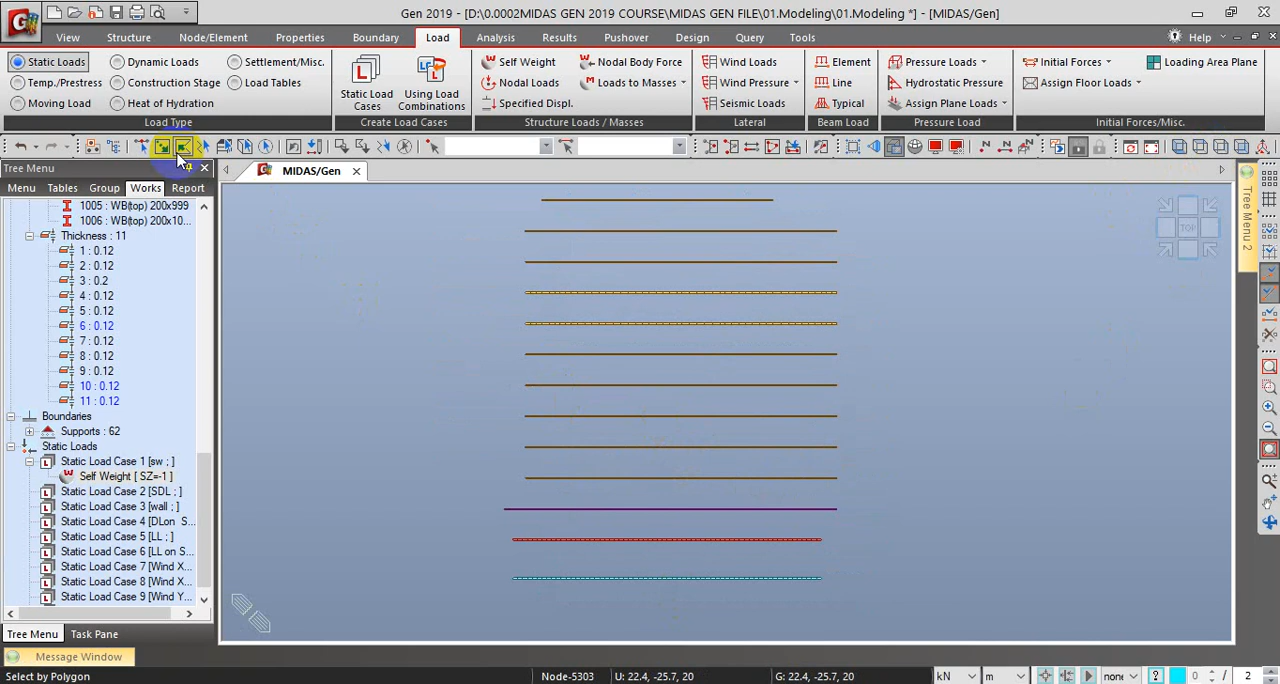 Gen 2019 - [D:\0.0002\MIDAS GEN 2019 COURSE\MIDAS GEN\FILE\01.Modeling\01.Modeling *] - [MIDAS/Gen]
View Structure Node/Element Properties Boundary Load Analysis Results Pushover Design Query Tools Help
Static Loads Dynamic Loads Settlement/Misc. Self Weight Nodal Body Force Wind Loads Element Pressure Loads Initial Forces Loading Area Plane
Temp./Prestress Construction Stage Load Tables Static Load Cases Using Load Combinations Nodal Loads Loads to Masses Wind Pressure Line Hydrostatic Pressure Assign Floor Loads
Moving Load Heat of Hydration Specified Displ. Seismic Loads Typical Assign Plane Loads
Load Type Create Load Cases Structure Loads / Masses Lateral Beam Load Pressure Load Initial Forces/Misc.
Tree Menu
MIDAS/Gen
Menu Tables Group Works Report
1005 : WB(top) 200x999
1006 : WB(top) 200x10...
Thickness : 11
1 : 0.12
2 : 0.12
3 : 0.2
4 : 0.12
5 : 0.12
6 : 0.12
7 : 0.12
8 : 0.12
9 : 0.12
10 : 0.12
11 : 0.12
Boundaries
Supports : 62
Static Loads
Static Load Case 1 [sw ; ]
Self Weight [ SZ=-1 ]
Static Load Case 2 [SDL ; ]
Static Load Case 3 [wall ; ]
Static Load Case 4 [DLon S...
Static Load Case 5 [LL ; ]
Static Load Case 6 [LL on S...
Static Load Case 7 [Wind X...
Static Load Case 8 [Wind X...
Static Load Case 9 [Wind Y...
TOP
Tree Menu 2
Tree Menu Task Pane
Message Window
Select by Polygon Node-5303 U: 22.4, -25.7, 20 G: 22.4, -25.7, 20 kN m none 0 / 2